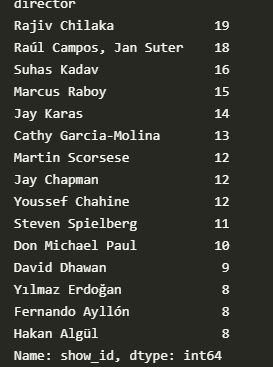 director
Rajiv Chilaka 19
Raúl Campos, Jan Suter 18
Suhas Kadav 16
Marcus Raboy 15
Jay Karas 14
Cathy Garcia-Molina 13
Martin Scorsese 12
Jay Chapman 12
Youssef Chahine 12
Steven Spielberg 11
Don Michael Paul 10
David Dhawan 9
Yılmaz Erdoğan 8
Fernando Ayllón 8
Hakan Algül 8
Name: show_id, dtype: int64